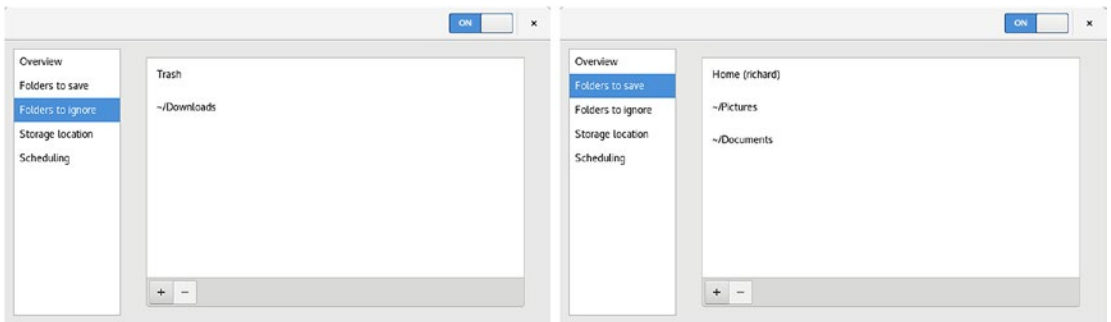 ON
×
Overview
Folders to save
Folders to ignore
Storage location
Scheduling
Trash
~/Downloads
+ −
ON
×
Overview
Folders to save
Folders to ignore
Storage location
Scheduling
Home (richard)
~/Pictures
~/Documents
+ −